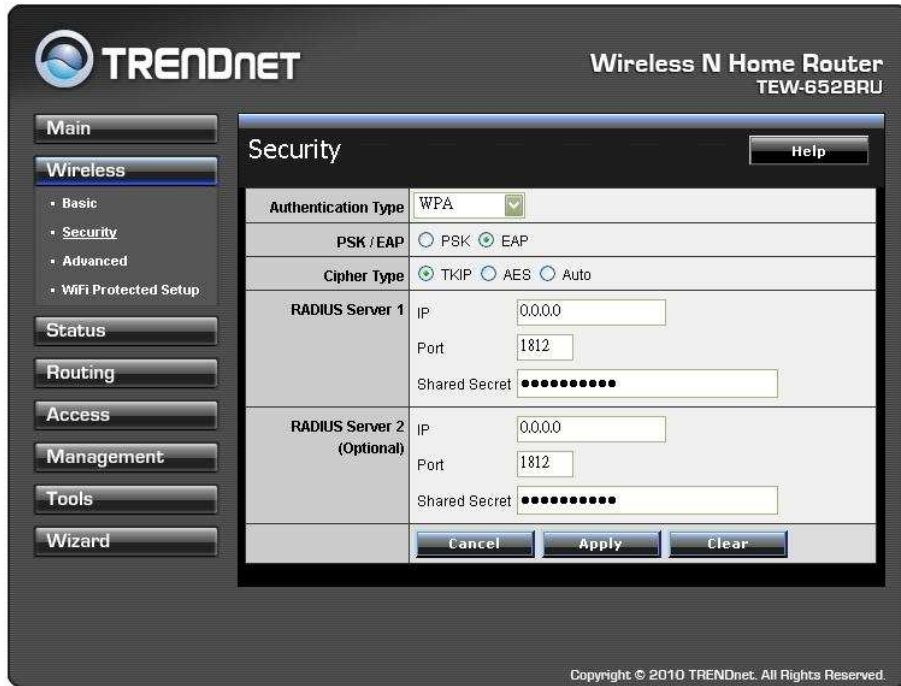 TRENDNET
Wireless N Home Router
TEW-652BRU
Main
Wireless
• Basic
• Security
• Advanced
• WiFi Protected Setup
Status
Routing
Access
Management
Tools
Wizard
Security
Help
Authentication Type WPA
PSK / EAP PSK EAP
Cipher Type TKIP AES Auto
RADIUS Server 1 IP 0.0.0.0
Port 1812
Shared Secret ••••••••••
RADIUS Server 2 IP 0.0.0.0
(Optional)
Port 1812
Shared Secret ••••••••••
Cancel Apply Clear
Copyright © 2010 TRENDnet. All Rights Reserved.